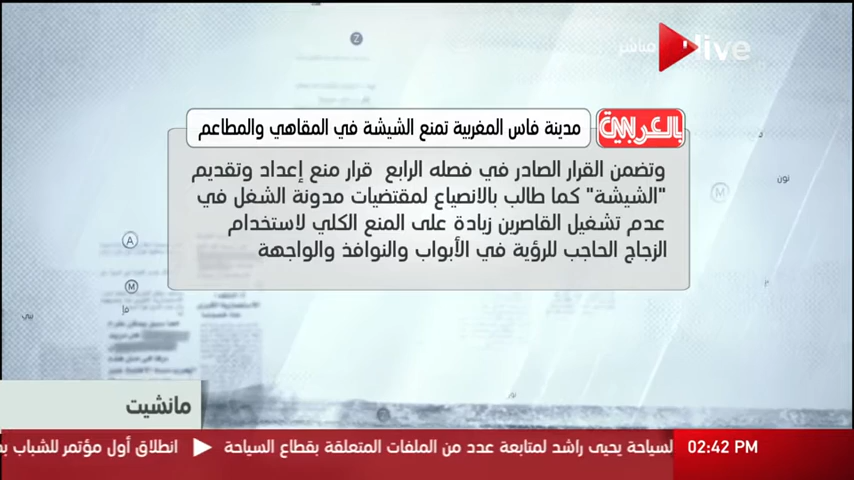 مباشر live
بالعربي
مدينة فاس المغربية تمنع الشيشة في المقاهي والمطاعم
وتضمن القرار الصادر في فصله الرابع قرار منع إعداد وتقديم
"الشيشة" كما طالب بالانصياع لمقتضيات مدونة الشغل في
عدم تشغيل القاصرين زيادة على المنع الكلي لاستخدام
الزجاج الحاجب للرؤية في الأبواب والنوافذ والواجهة
Z
نون
M
A
M
مانشيت
السياحة يحيى راشد لمتابعة عدد من الملفات المتعلقة بقطاع السياحة
انطلاق أول مؤتمر للشباب
02:42 PM